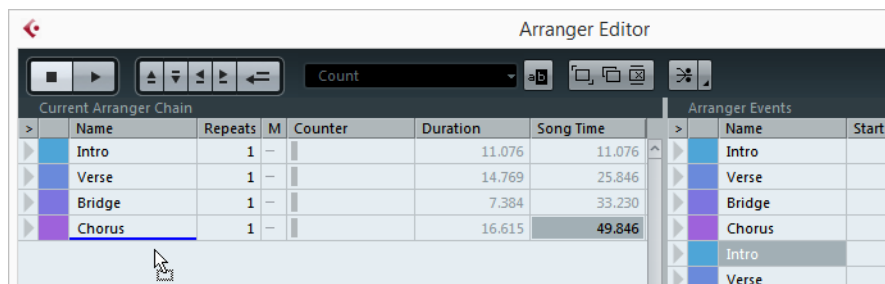 Arranger Editor
Count
ab
Current Arranger Chain
Arranger Events
> Name Repeats M Counter Duration Song Time > Name Start
Intro 1 – 11.076 11.076 Intro
Verse 1 – 14.769 25.846 Verse
Bridge 1 – 7.384 33.230 Bridge
Chorus 1 – 16.615 49.846 Chorus
Intro
Verse